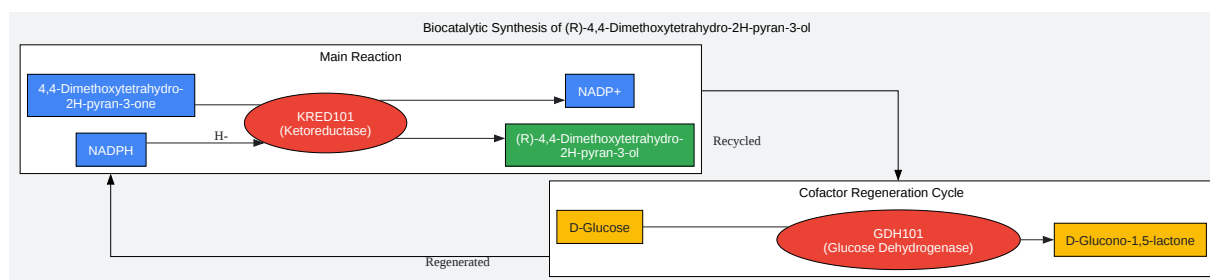 Biocatalytic Synthesis of (R)-4,4-Dimethoxytetrahydro-2H-pyran-3-ol
Main Reaction
4,4-Dimethoxytetrahydro-
2H-pyran-3-one
NADP+
KRED101
(Ketoreductase)
H-
NADPH
(R)-4,4-Dimethoxytetrahydro-
2H-pyran-3-ol
Recycled
Cofactor Regeneration Cycle
D-Glucose
GDH101
(Glucose Dehydrogenase)
D-Glucono-1,5-lactone
Regenerated